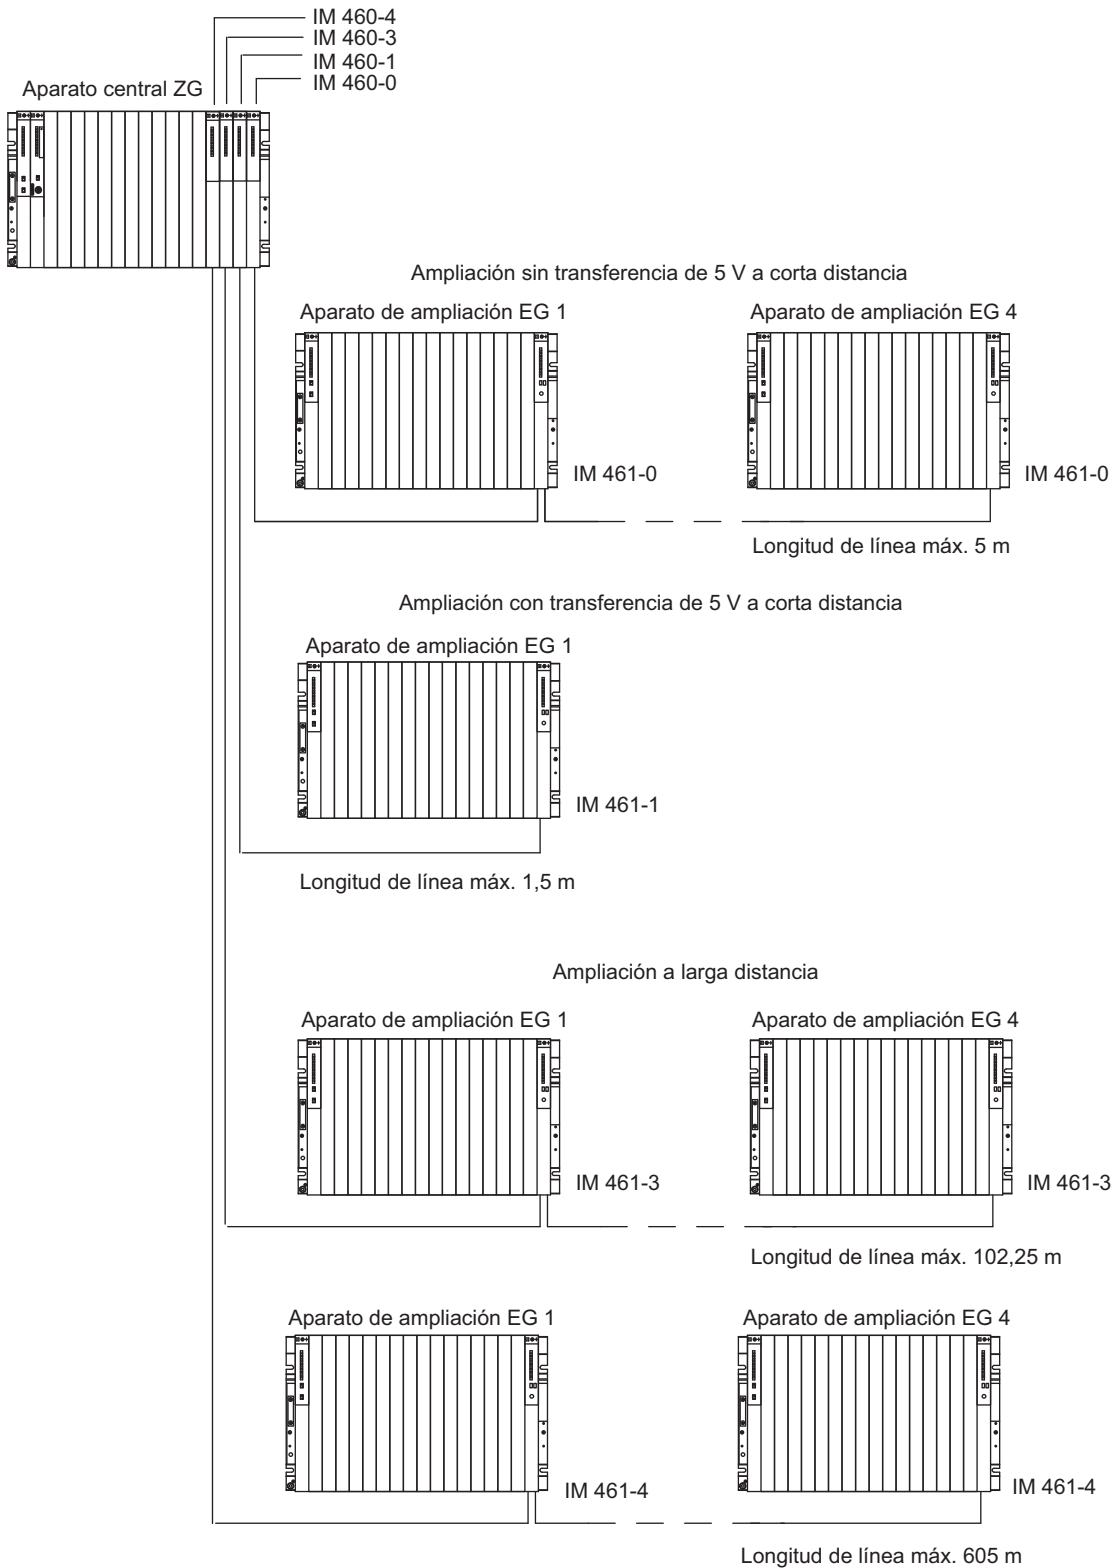 IM 460-4
IM 460-3
IM 460-1
IM 460-0
Aparato central ZG
Ampliación sin transferencia de 5 V a corta distancia
Aparato de ampliación EG 1
Aparato de ampliación EG 4
IM 461-0
IM 461-0
Longitud de línea máx. 5 m
Ampliación con transferencia de 5 V a corta distancia
Aparato de ampliación EG 1
IM 461-1
Longitud de línea máx. 1,5 m
Ampliación a larga distancia
Aparato de ampliación EG 1
Aparato de ampliación EG 4
IM 461-3
IM 461-3
Longitud de línea máx. 102,25 m
Aparato de ampliación EG 1
Aparato de ampliación EG 4
IM 461-4
IM 461-4
Longitud de línea máx. 605 m